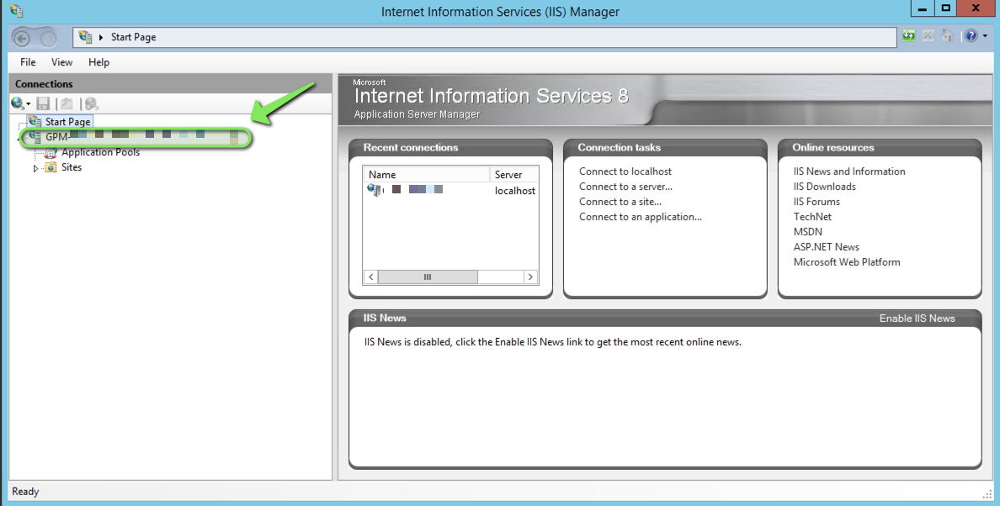 Internet Information Services (IIS) Manager
Start Page
File View Help
Connections
Start Page
GPM-
Application Pools
Sites
Microsoft
Internet Information Services 8
Application Server Manager
Recent connections
Name Server
localhost
Connection tasks
Connect to localhost
Connect to a server...
Connect to a site...
Connect to an application...
Online resources
IIS News and Information
IIS Downloads
IIS Forums
TechNet
MSDN
ASP.NET News
Microsoft Web Platform
IIS News Enable IIS News
IIS News is disabled, click the Enable IIS News link to get the most recent online news.
Ready